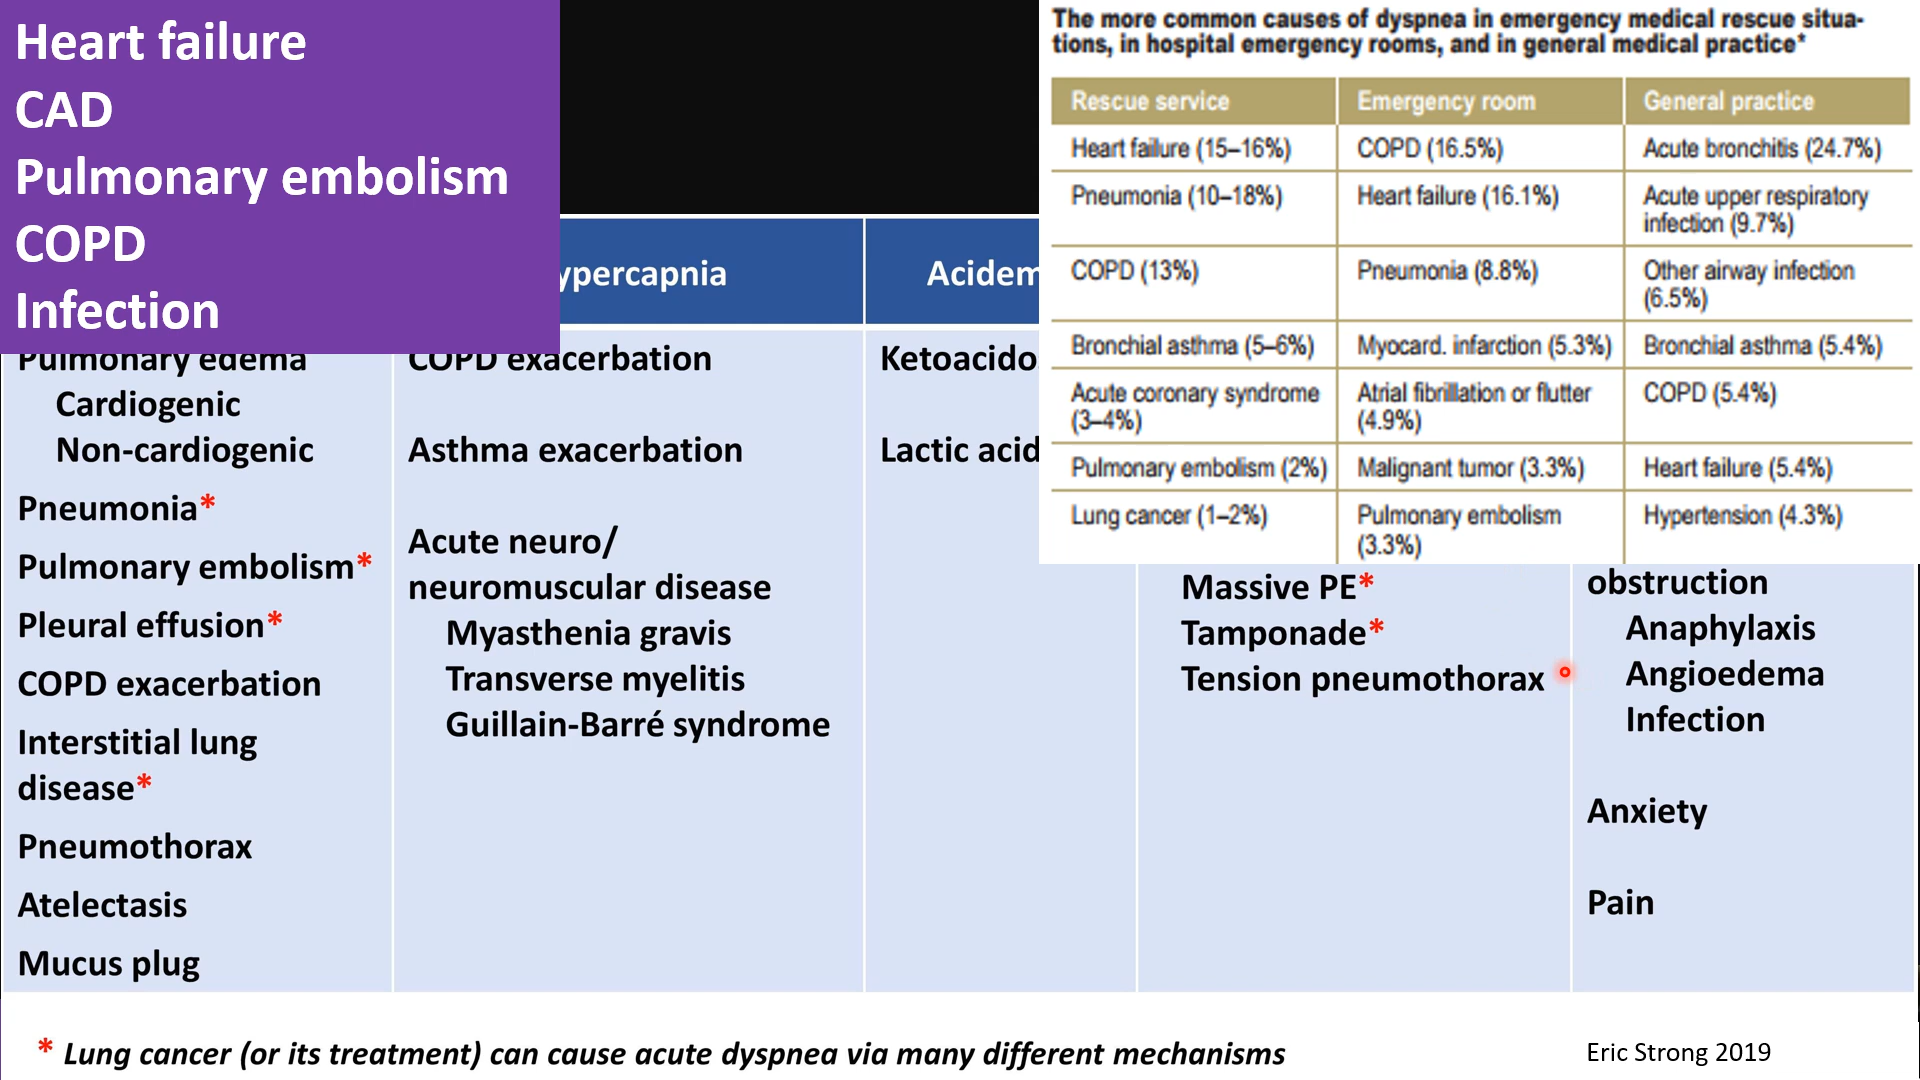 Heart failure
CAD
Pulmonary embolism
COPD
Infection
The more common causes of dyspnea in emergency medical rescue situa-
tions, in hospital emergency rooms, and in general medical practice*
Rescue service
Emergency room
General practice
Heart failure (15–16%)
COPD (16.5%)
Acute bronchitis (24.7%)
Pneumonia (10–18%)
Heart failure (16.1%)
Acute upper respiratory
infection (9.7%)
COPD (13%)
Pneumonia (8.8%)
Other airway infection
(6.5%)
Bronchial asthma (5–6%)
Myocard. infarction (5.3%)
Bronchial asthma (5.4%)
Acute coronary syndrome
(3–4%)
Atrial fibrillation or flutter
(4.9%)
COPD (5.4%)
Pulmonary embolism (2%)
Malignant tumor (3.3%)
Heart failure (5.4%)
Lung cancer (1–2%)
Pulmonary embolism
(3.3%)
Hypertension (4.3%)
ypercapnia
Acidem
Pulmonary edema
Cardiogenic
Non-cardiogenic
Pneumonia*
Pulmonary embolism*
Pleural effusion*
COPD exacerbation
Interstitial lung
disease*
Pneumothorax
Atelectasis
Mucus plug
COPD exacerbation
Asthma exacerbation
Acute neuro/
neuromuscular disease
Myasthenia gravis
Transverse myelitis
Guillain-Barré syndrome
Ketoacido
Lactic acid
Massive PE*
Tamponade*
Tension pneumothorax
obstruction
Anaphylaxis
Angioedema
Infection
Anxiety
Pain
* Lung cancer (or its treatment) can cause acute dyspnea via many different mechanisms
Eric Strong 2019